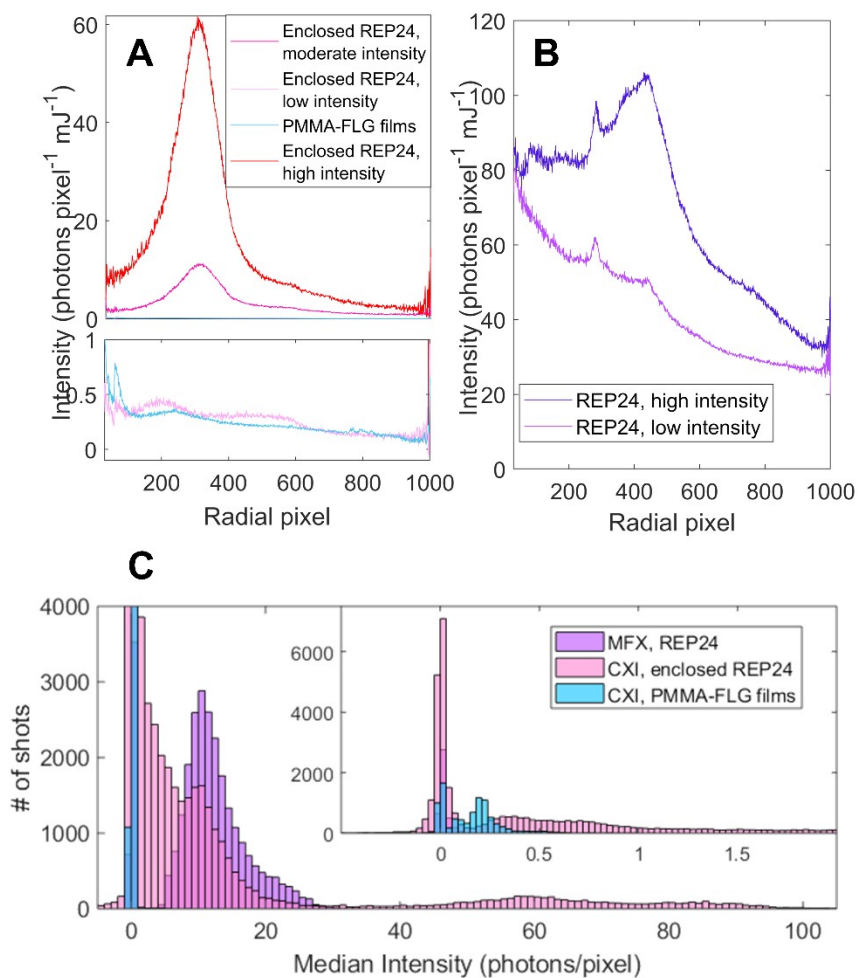 A
Enclosed REP24,
moderate intensity
Enclosed REP24,
low intensity
PMMA-FLG films
Enclosed REP24,
high intensity
60
40
20
0
1
0.5
0
Intensity (photons pixel-1 mJ-1)
200 400 600 800 1000
Radial pixel
B
120
100
80
60
40
20
0
Intensity (photons pixel-1 mJ-1)
REP24, high intensity
REP24, low intensity
200 400 600 800 1000
Radial pixel
C
4000
3000
2000
1000
0
# of shots
6000
4000
2000
0
0 0.5 1 1.5
MFX, REP24
CXI, enclosed REP24
CXI, PMMA-FLG films
0 20 40 60 80 100
Median Intensity (photons/pixel)